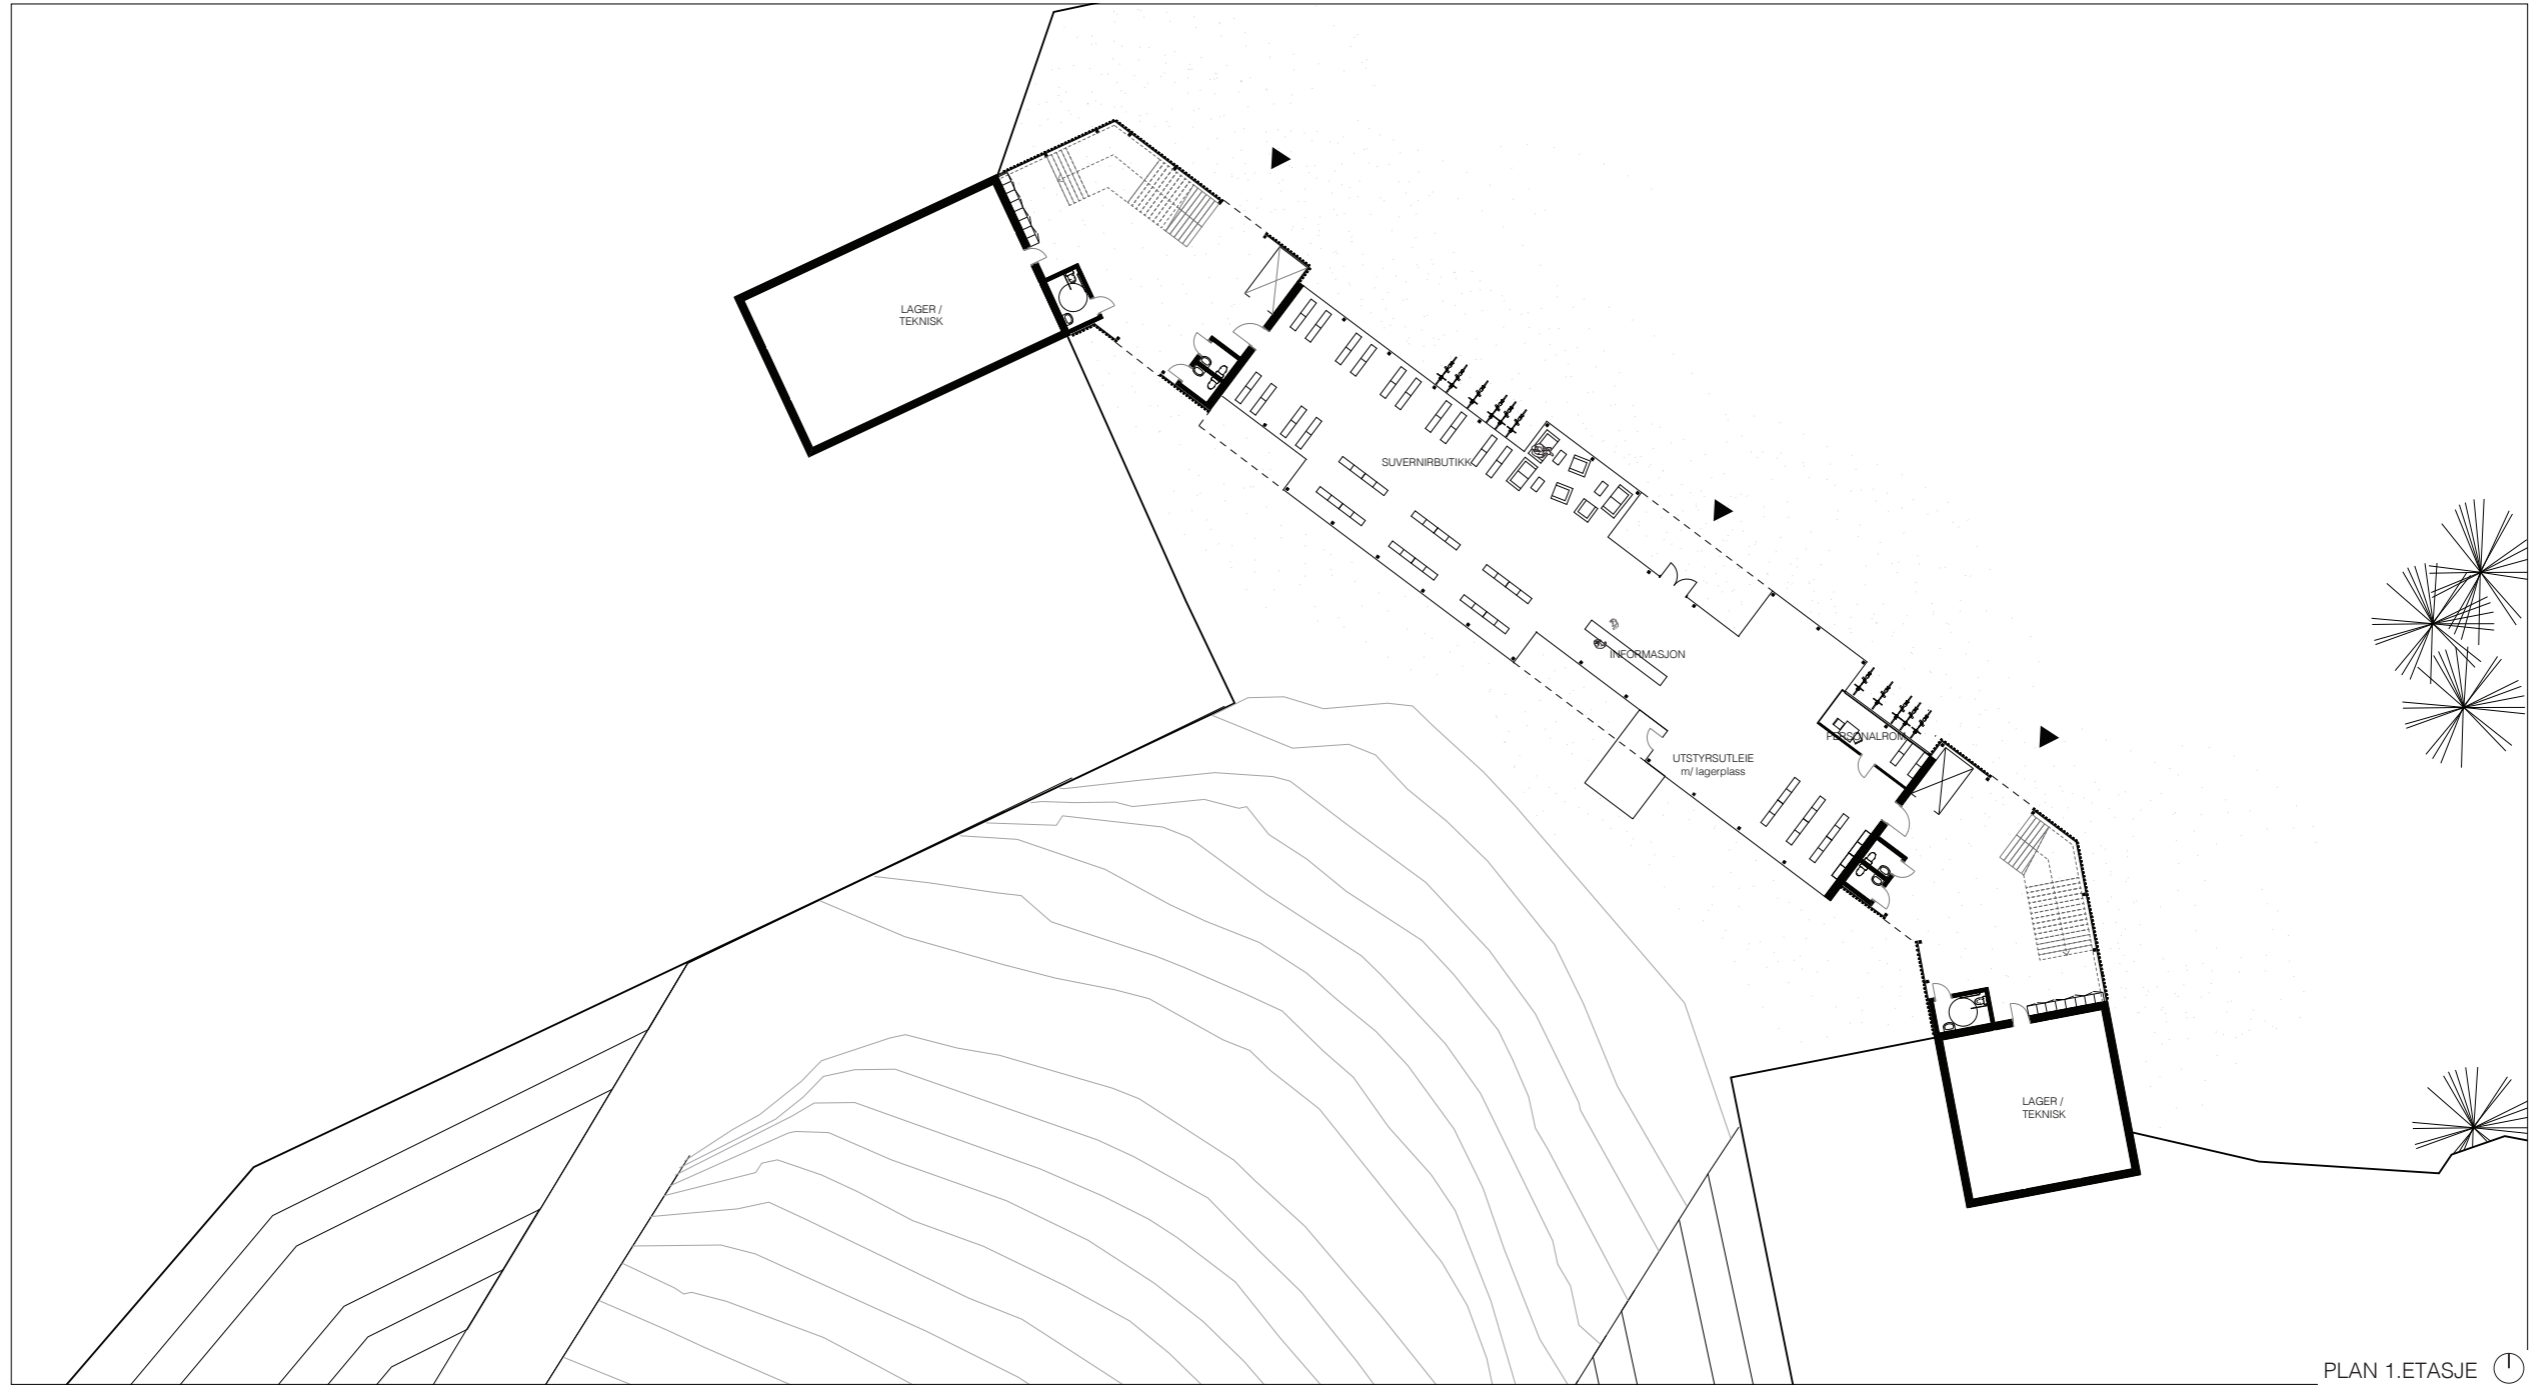 LAGER /
TEKNISK
SUVERNIRBUTIKK
INFORMASJON
PERSONALROM
UTSTYRSUTLEIE
m/ lagerplass
LAGER /
TEKNISK
PLAN 1.ETASJE